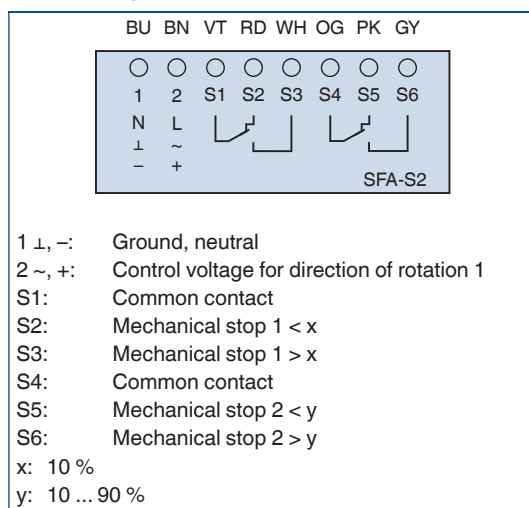 BU BN VT RD WH OG PK GY
1 2 S1 S2 S3 S4 S5 S6
N L
⊥ ~
– +
SFA-S2
1 ⊥, –: Ground, neutral
2 ~, +: Control voltage for direction of rotation 1
S1: Common contact
S2: Mechanical stop 1 < x
S3: Mechanical stop 1 > x
S4: Common contact
S5: Mechanical stop 2 < y
S6: Mechanical stop 2 > y
x: 10 %
y: 10 ... 90 %